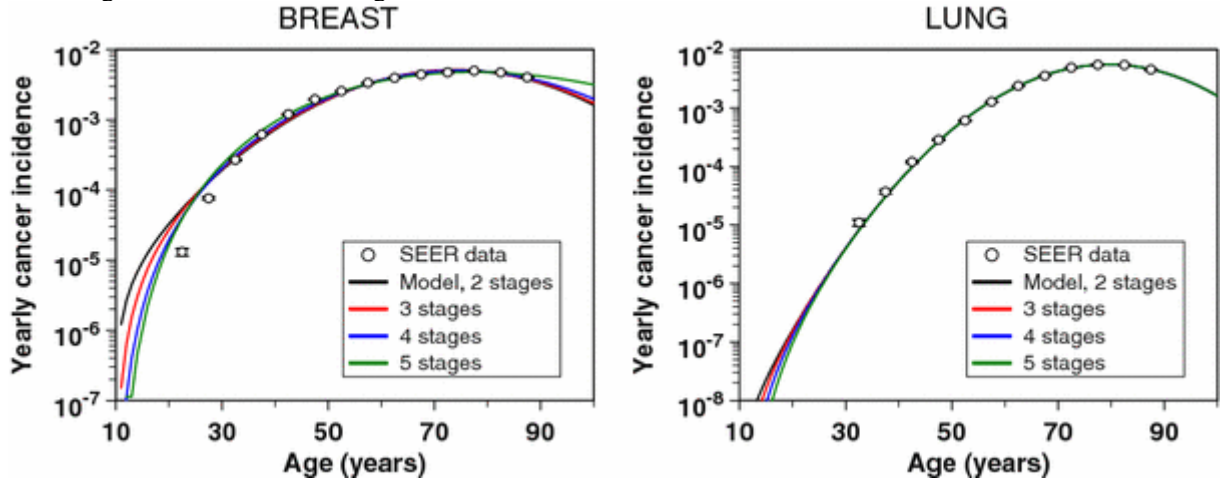 BREAST
Yearly cancer incidence
10⁻²
10⁻³
10⁻⁴
10⁻⁵
10⁻⁶
10⁻⁷
SEER data
Model, 2 stages
3 stages
4 stages
5 stages
10 30 50 70 90
Age (years)
LUNG
Yearly cancer incidence
10⁻²
10⁻³
10⁻⁴
10⁻⁵
10⁻⁶
10⁻⁷
10⁻⁸
SEER data
Model, 2 stages
3 stages
4 stages
5 stages
10 30 50 70 90
Age (years)